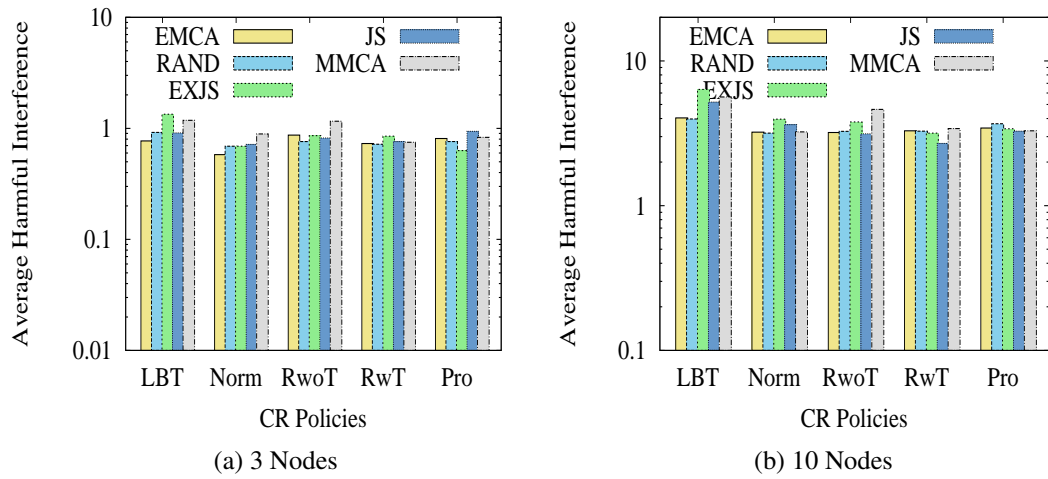 Average Harmful Interference
10
1
0.1
0.01
EMCA
RAND
EXJS
JS
MMCA
LBT Norm RwoT RwT Pro
CR Policies
(a) 3 Nodes
Average Harmful Interference
10
1
0.1
EMCA
RAND
EXJS
JS
MMCA
LBT Norm RwoT RwT Pro
CR Policies
(b) 10 Nodes